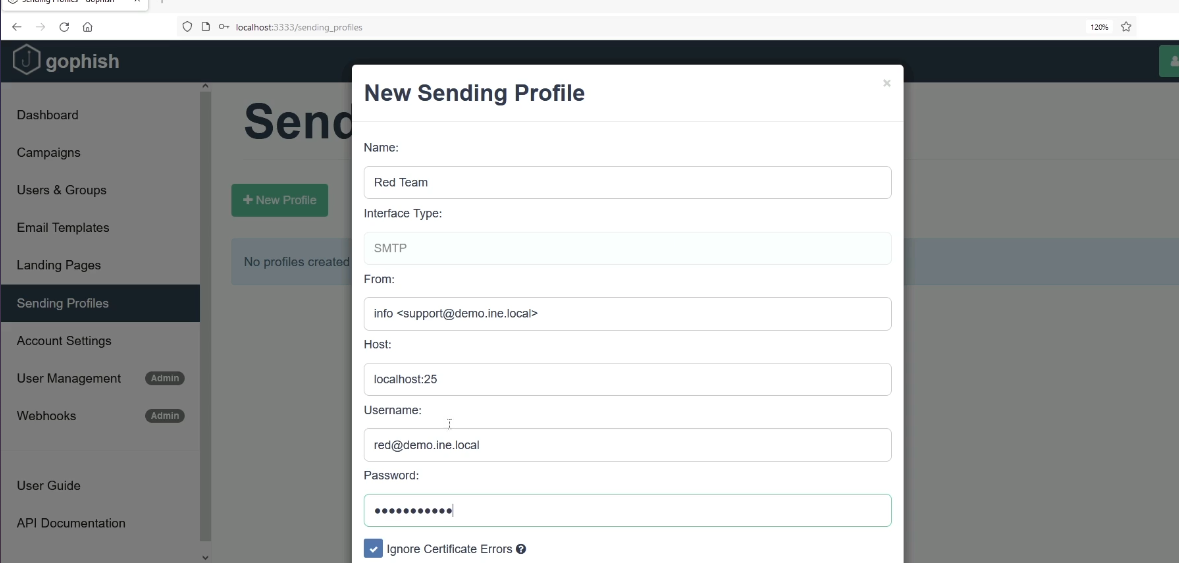 Sending Profiles - Gophish
localhost:3333/sending_profiles
120%
gophish
New Sending Profile
×
Dashboard
Campaigns
Users & Groups
Email Templates
Landing Pages
Sending Profiles
Account Settings
User Management Admin
Webhooks Admin
User Guide
API Documentation
Send
New Profile
No profiles created
Name:
Red Team
Interface Type:
SMTP
From:
info <support@demo.ine.local>
Host:
localhost:25
Username:
red@demo.ine.local
Password:
•••••••••••
Ignore Certificate Errors